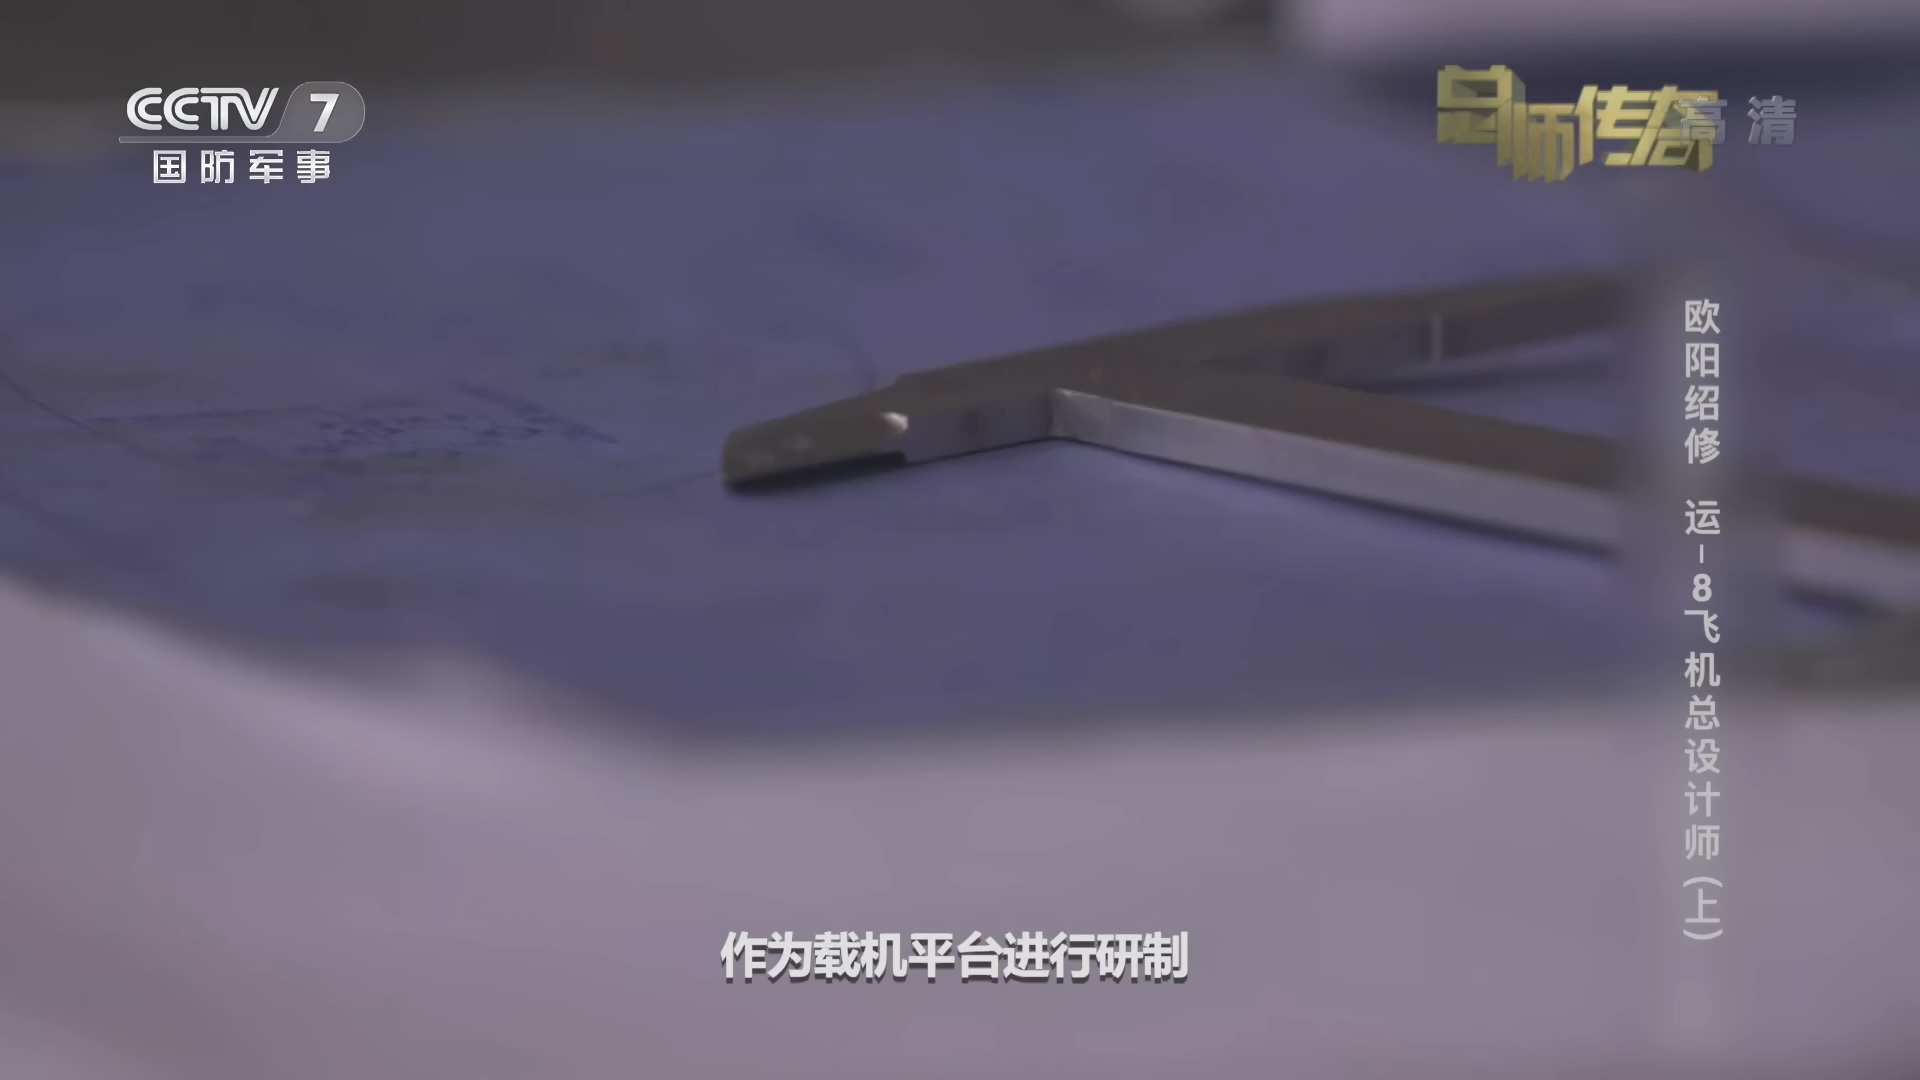 CCTV 7
国防军事
总师传奇
高清
欧阳绍修 运-8飞机总设计师(上)
作为载机平台进行研制